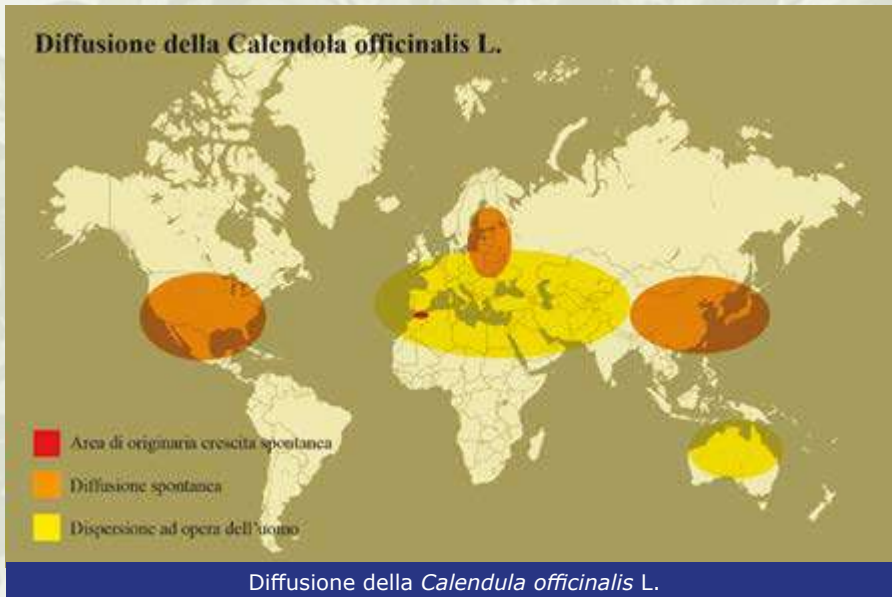 Diffusione della Calendola officinalis L.
Area di originaria crescita spontanea
Diffusione spontanea
Dispersione ad opera dell'uomo
Diffusione della Calendula officinalis L.